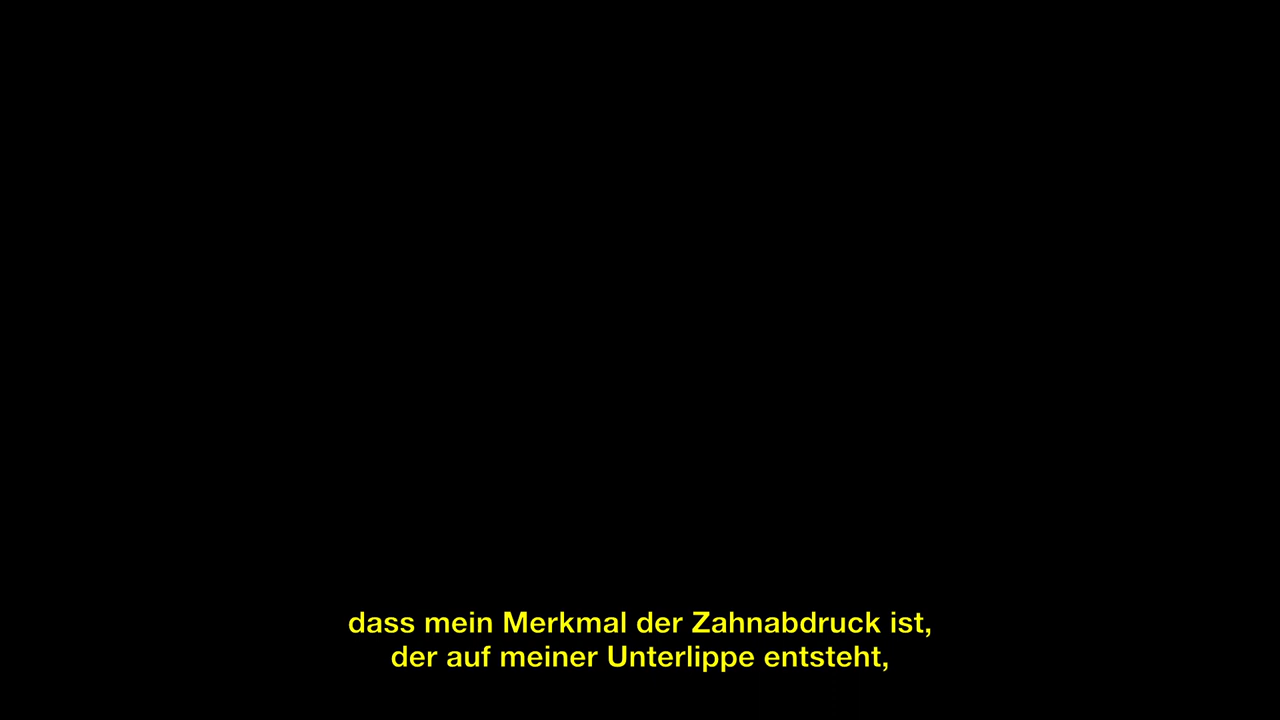 dass mein Merkmal der Zahnabdruck ist,
der auf meiner Unterlippe entsteht,